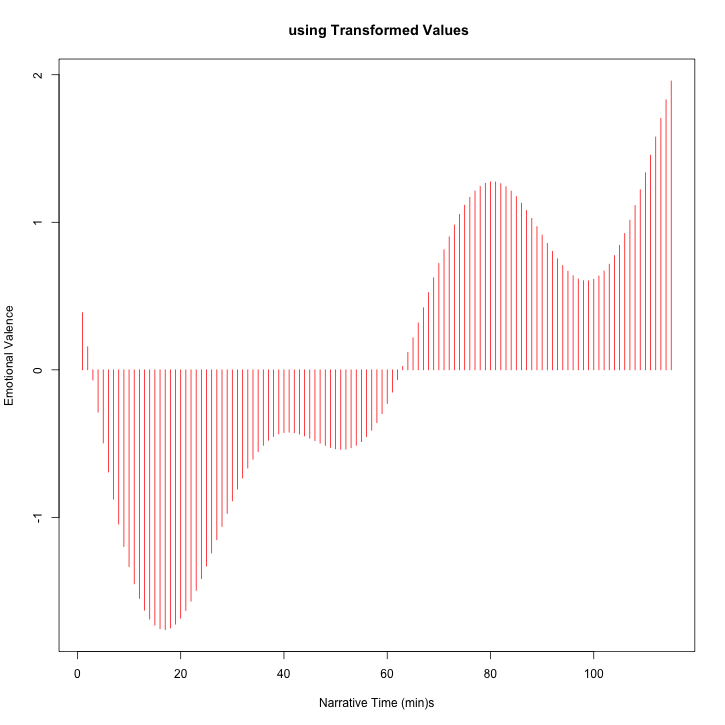 using Transformed Values
Emotional Valence
2
1
0
-1
0 20 40 60 80 100
Narrative Time (min)s